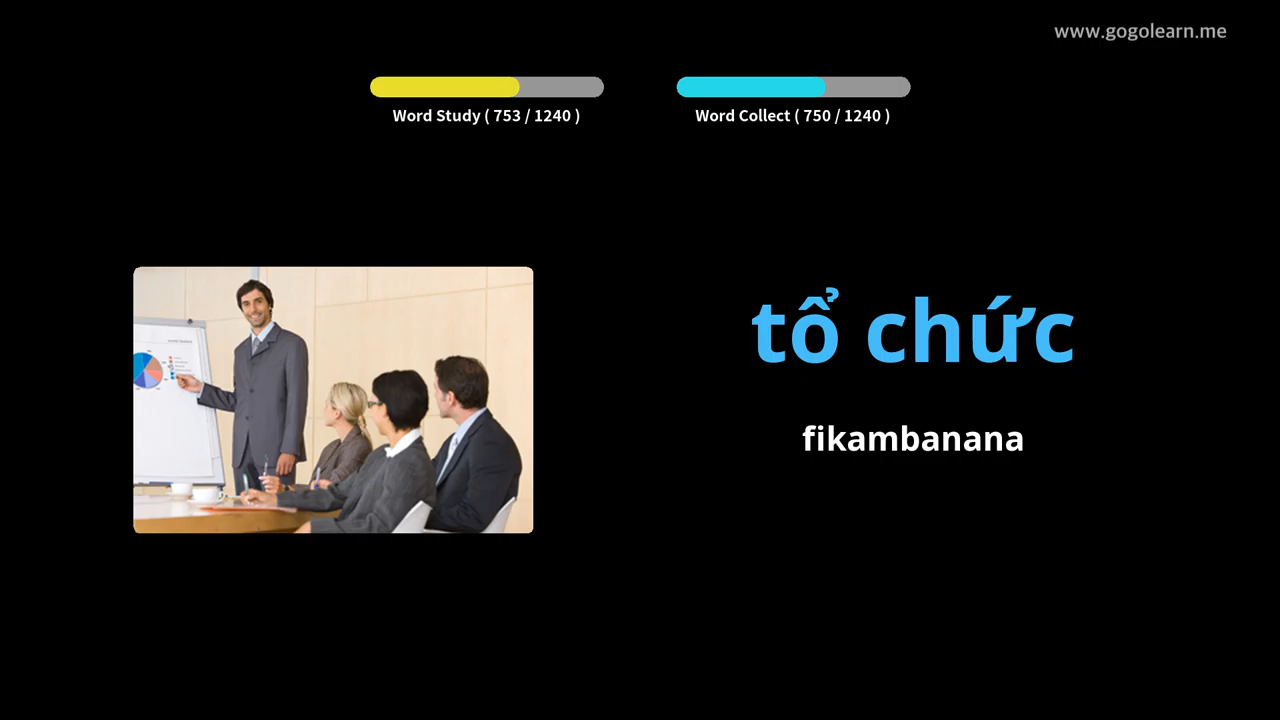 www.gogolearn.me
Word Study ( 753 / 1240 )
Word Collect ( 750 / 1240 )
tổ chức
fikambanana